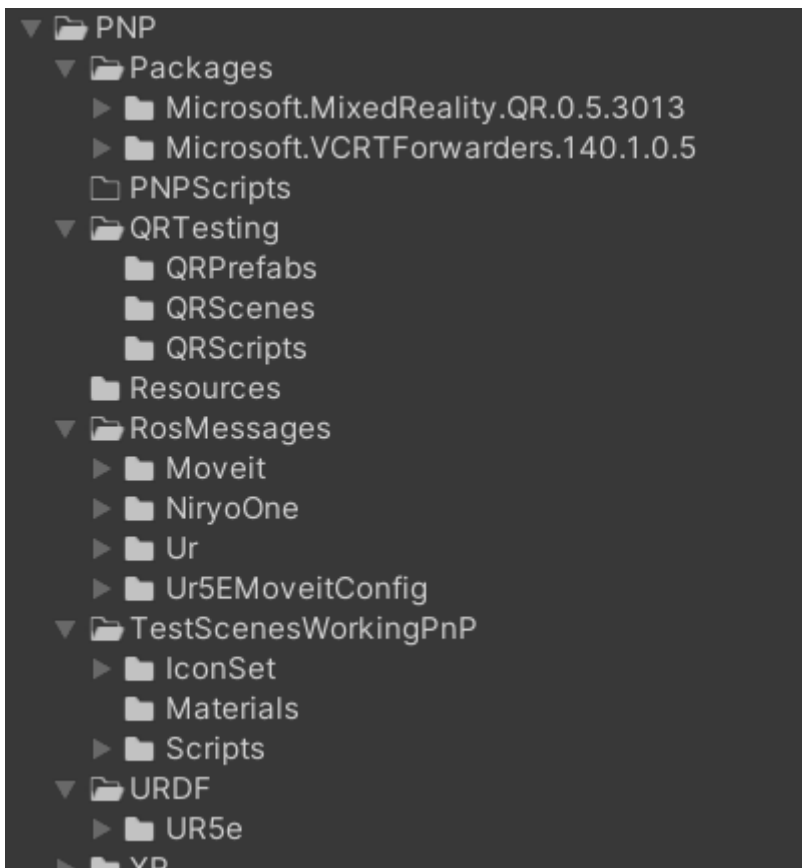 PNP
Packages
Microsoft.MixedReality.QR.0.5.3013
Microsoft.VCRTForwarders.140.1.0.5
PNPScripts
QRTesting
QRPrefabs
QRScenes
QRScripts
Resources
RosMessages
Moveit
NiryoOne
Ur
Ur5EMoveitConfig
TestScenesWorkingPnP
IconSet
Materials
Scripts
URDF
UR5e